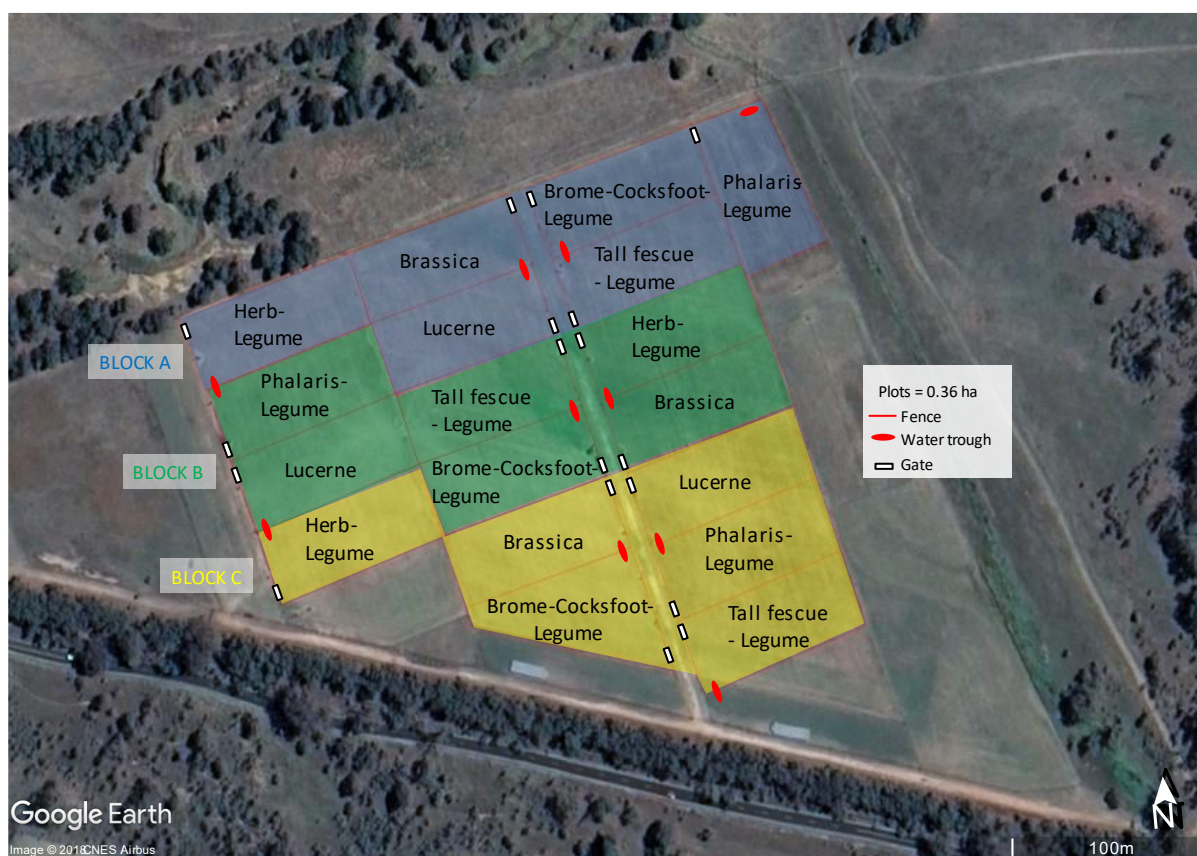 Brome-Cocksfoot-
Legume
Phalaris
Legume
Brassica
Tall fescue
- Legume
Herb-
Legume
Lucerne
BLOCK A
Herb-
Legume
Phalaris-
Legume
Tall fescue
- Legume
Brassica
BLOCK B
Lucerne
Brome-Cocksfoot-
Legume
Lucerne
Herb-
Legume
Brassica
Phalaris-
Legume
BLOCK C
Brome-Cocksfoot-
Legume
Tall fescue
- Legume
Plots = 0.36 ha
Fence
Water trough
Gate
Google Earth
Image © 2018 CNES Airbus
N
100m